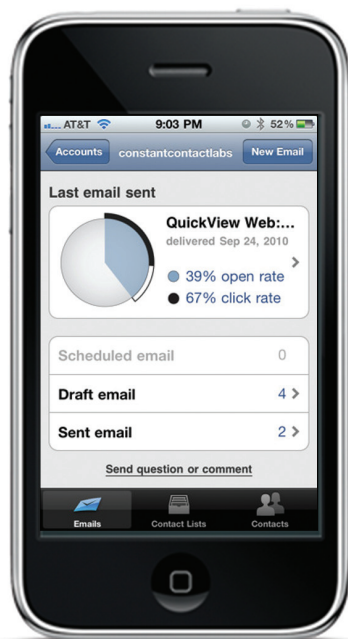 AT&T 9:03 PM 52%
Accounts constantcontactlabs New Email
Last email sent
QuickView Web:...
delivered Sep 24, 2010
39% open rate
67% click rate
Scheduled email 0
Draft email 4
Sent email 2
Send question or comment
Emails Contact Lists Contacts